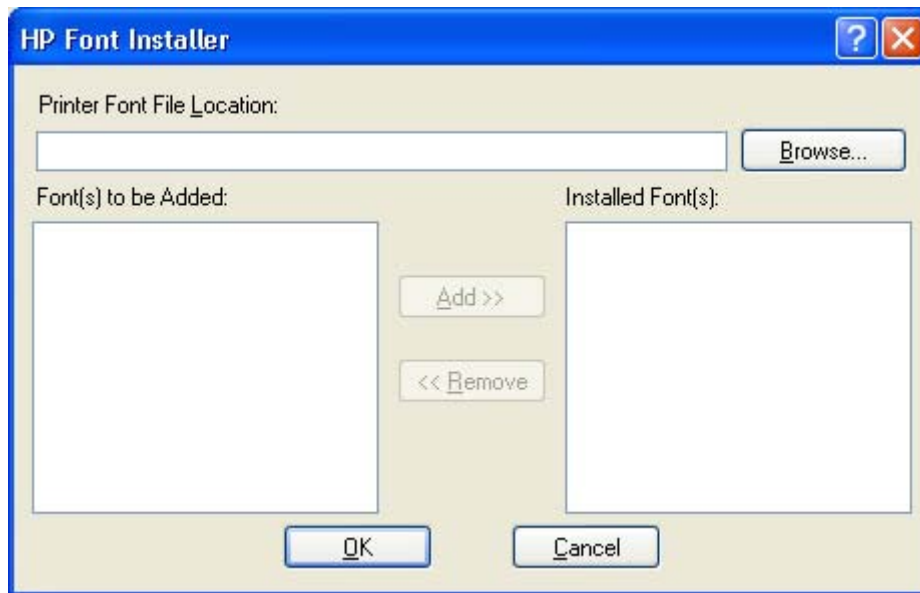 HP Font Installer
Printer Font File Location:
Browse...
Font(s) to be Added:
Installed Font(s):
Add >>
<< Remove
OK
Cancel